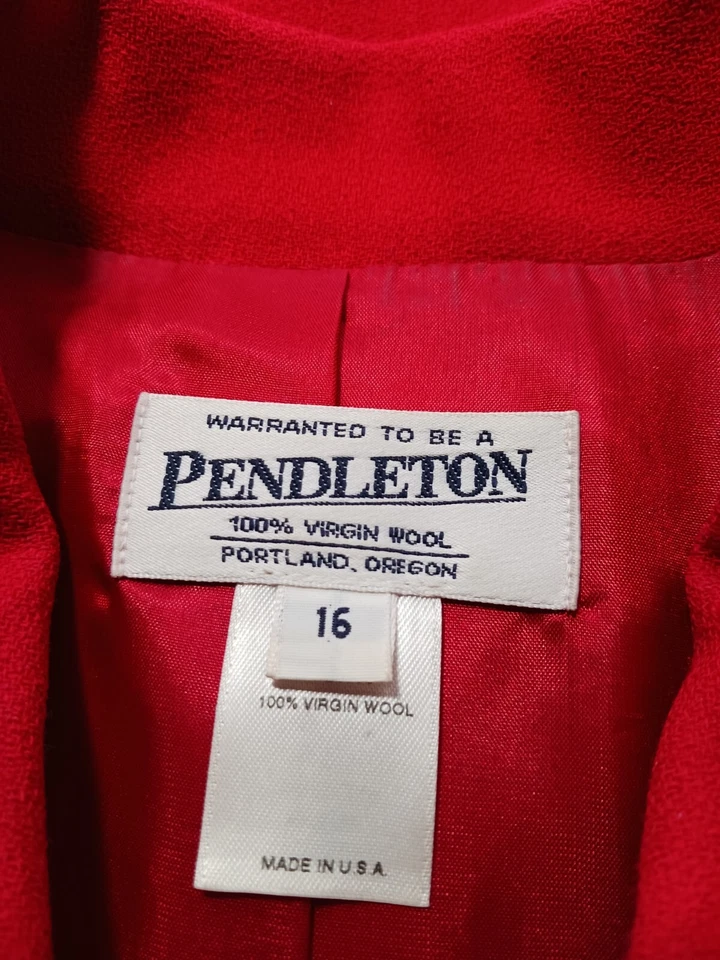 WARRANTED TO BE A
PENDLETON
100% VIRGIN WOOL
PORTLAND, OREGON
16
100% VIRGIN WOOL
MADE IN U.S.A.